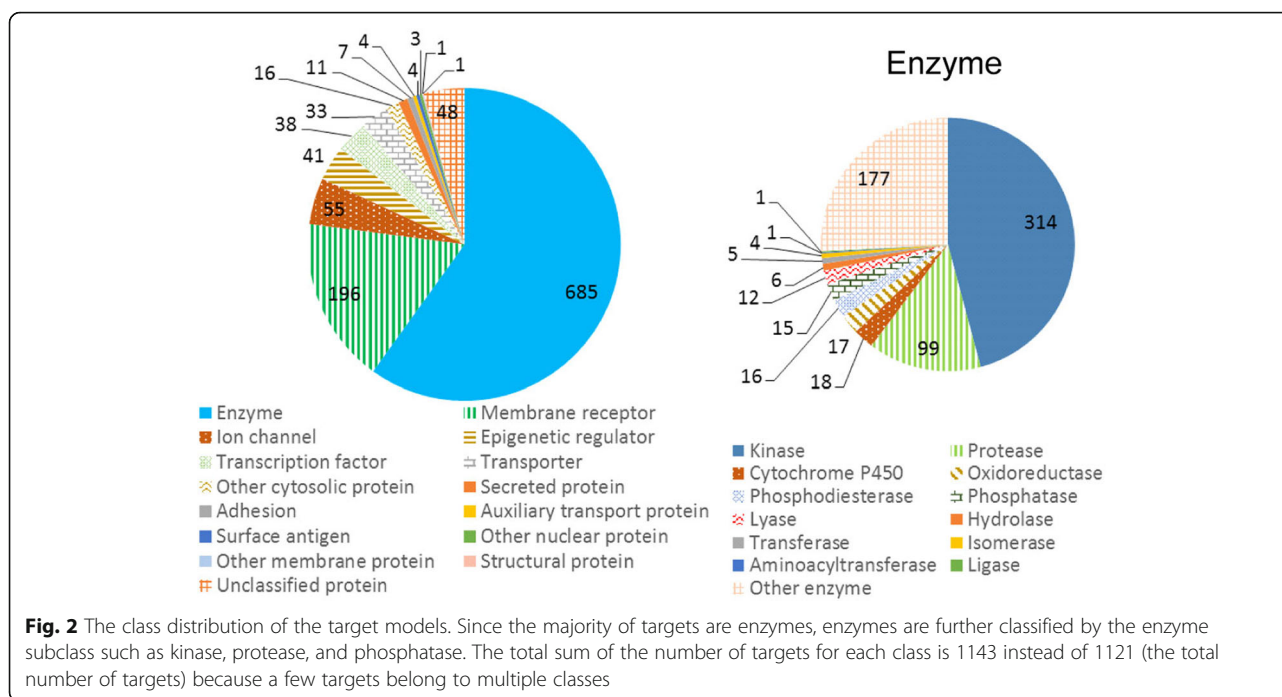 4
3
7
1
11
4
1
16
33
48
38
41
55
196
685
Enzyme
177
1
314
1
4
5
6
12
15
99
17
16
18
Enzyme
Membrane receptor
Ion channel
Epigenetic regulator
Transcription factor
Transporter
Other cytosolic protein
Secreted protein
Adhesion
Auxiliary transport protein
Surface antigen
Other nuclear protein
Other membrane protein
Structural protein
Unclassified protein
Kinase
Protease
Cytochrome P450
Oxidoreductase
Phosphodiesterase
Phosphatase
Lyase
Hydrolase
Transferase
Isomerase
Aminoacyltransferase
Ligase
Other enzyme
Fig. 2 The class distribution of the target models. Since the majority of targets are enzymes, enzymes are further classified by the enzyme
subclass such as kinase, protease, and phosphatase. The total sum of the number of targets for each class is 1143 instead of 1121 (the total
number of targets) because a few targets belong to multiple classes